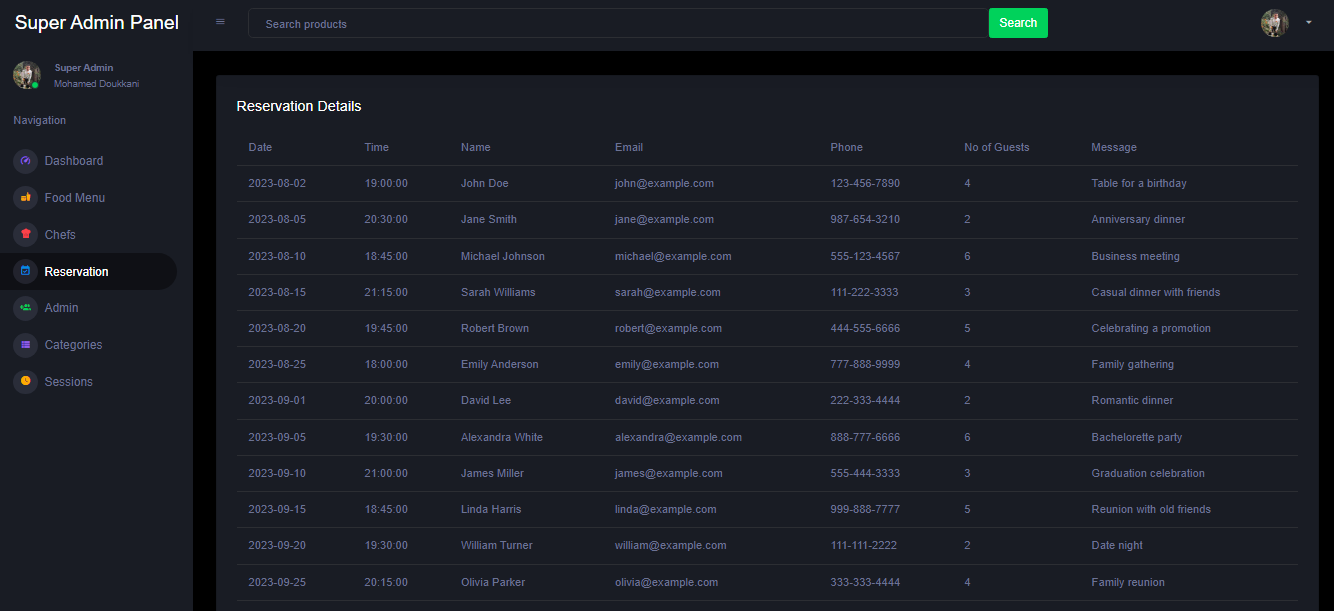 Super Admin Panel
Search products
Search
Super Admin
Mohamed Doukkani
Navigation
Dashboard
Food Menu
Chefs
Reservation
Admin
Categories
Sessions
Reservation Details
Date Time Name Email Phone No of Guests Message
2023-08-02 19:00:00 John Doe john@example.com 123-456-7890 4 Table for a birthday
2023-08-05 20:30:00 Jane Smith jane@example.com 987-654-3210 2 Anniversary dinner
2023-08-10 18:45:00 Michael Johnson michael@example.com 555-123-4567 6 Business meeting
2023-08-15 21:15:00 Sarah Williams sarah@example.com 111-222-3333 3 Casual dinner with friends
2023-08-20 19:45:00 Robert Brown robert@example.com 444-555-6666 5 Celebrating a promotion
2023-08-25 18:00:00 Emily Anderson emily@example.com 777-888-9999 4 Family gathering
2023-09-01 20:00:00 David Lee david@example.com 222-333-4444 2 Romantic dinner
2023-09-05 19:30:00 Alexandra White alexandra@example.com 888-777-6666 6 Bachelorette party
2023-09-10 21:00:00 James Miller james@example.com 555-444-3333 3 Graduation celebration
2023-09-15 18:45:00 Linda Harris linda@example.com 999-888-7777 5 Reunion with old friends
2023-09-20 19:30:00 William Turner william@example.com 111-111-2222 2 Date night
2023-09-25 20:15:00 Olivia Parker olivia@example.com 333-333-4444 4 Family reunion